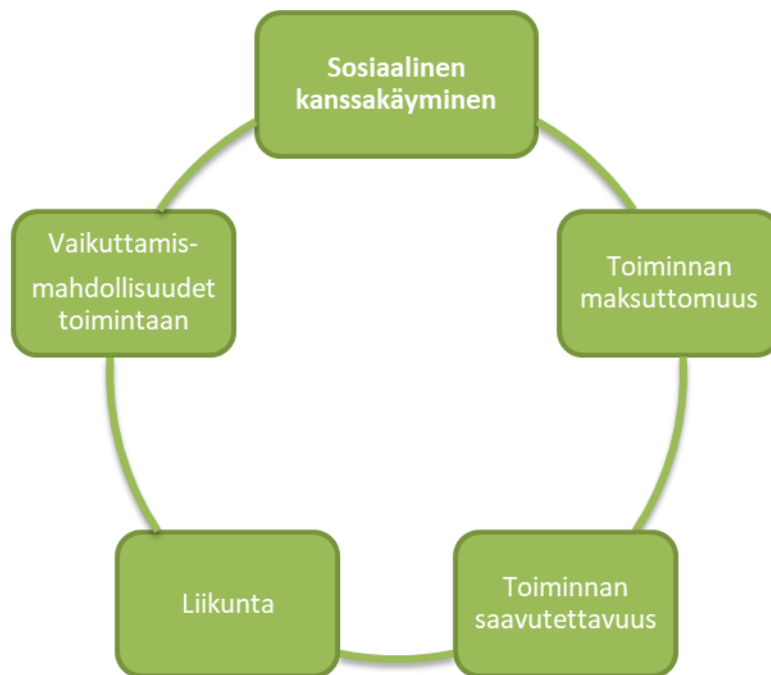 Sosiaalinen
kanssakäyminen
Vaikuttamis-
mahdollisuudet
toimintaan
Toiminnan
maksuttomuus
Liikunta
Toiminnan
saavutettavuus